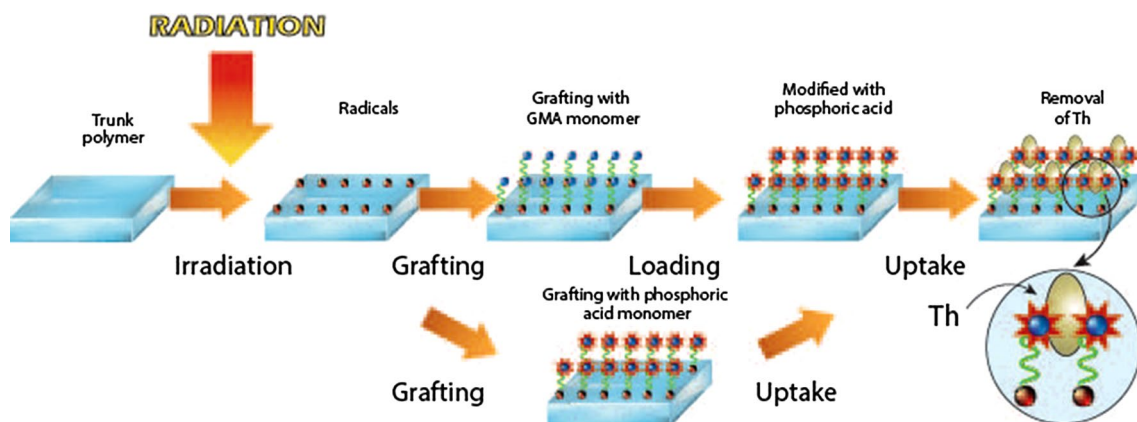 RADIATION
Trunk
polymer
Radicals
Grafting with
GMA monomer
Modified with
phosphoric acid
Removal
of Th
Irradiation
Grafting
Loading
Uptake
Grafting with phosphoric
acid monomer
Th
Grafting
Uptake